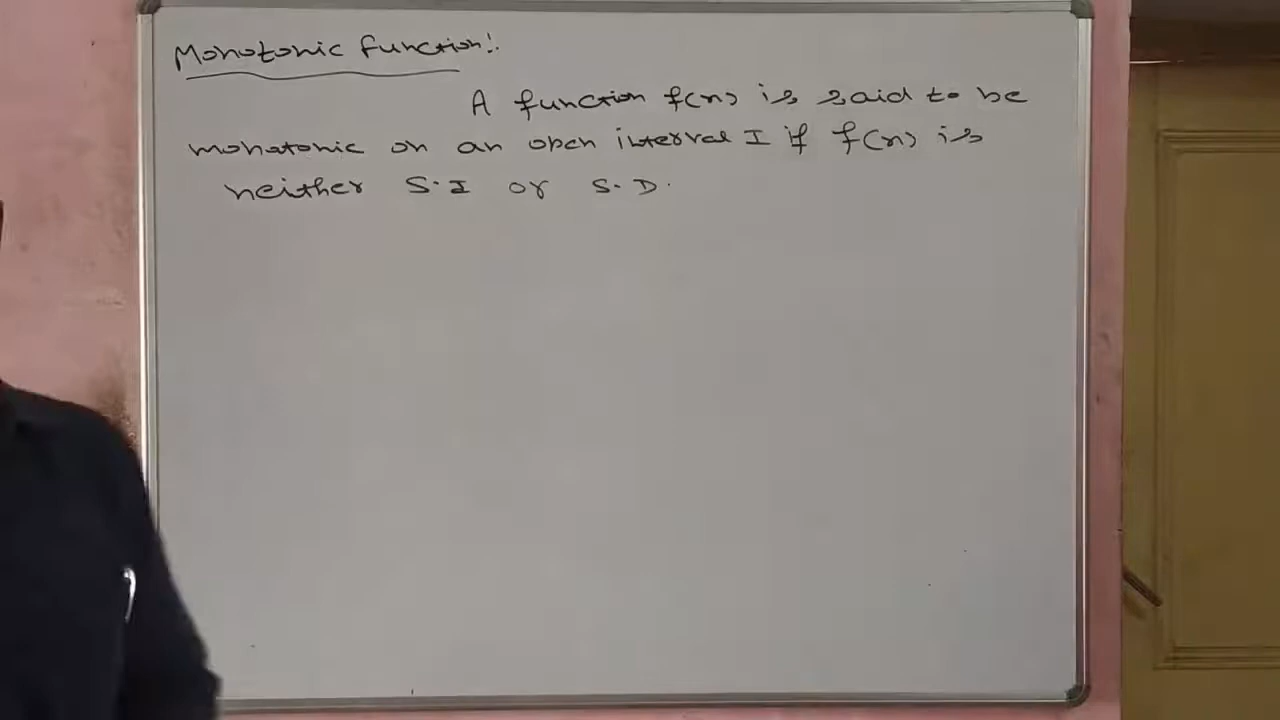 Monotonic function:
A function f(x) is said to be
monotonic on an open interval I if f(x) is
neither S.I or S.D.